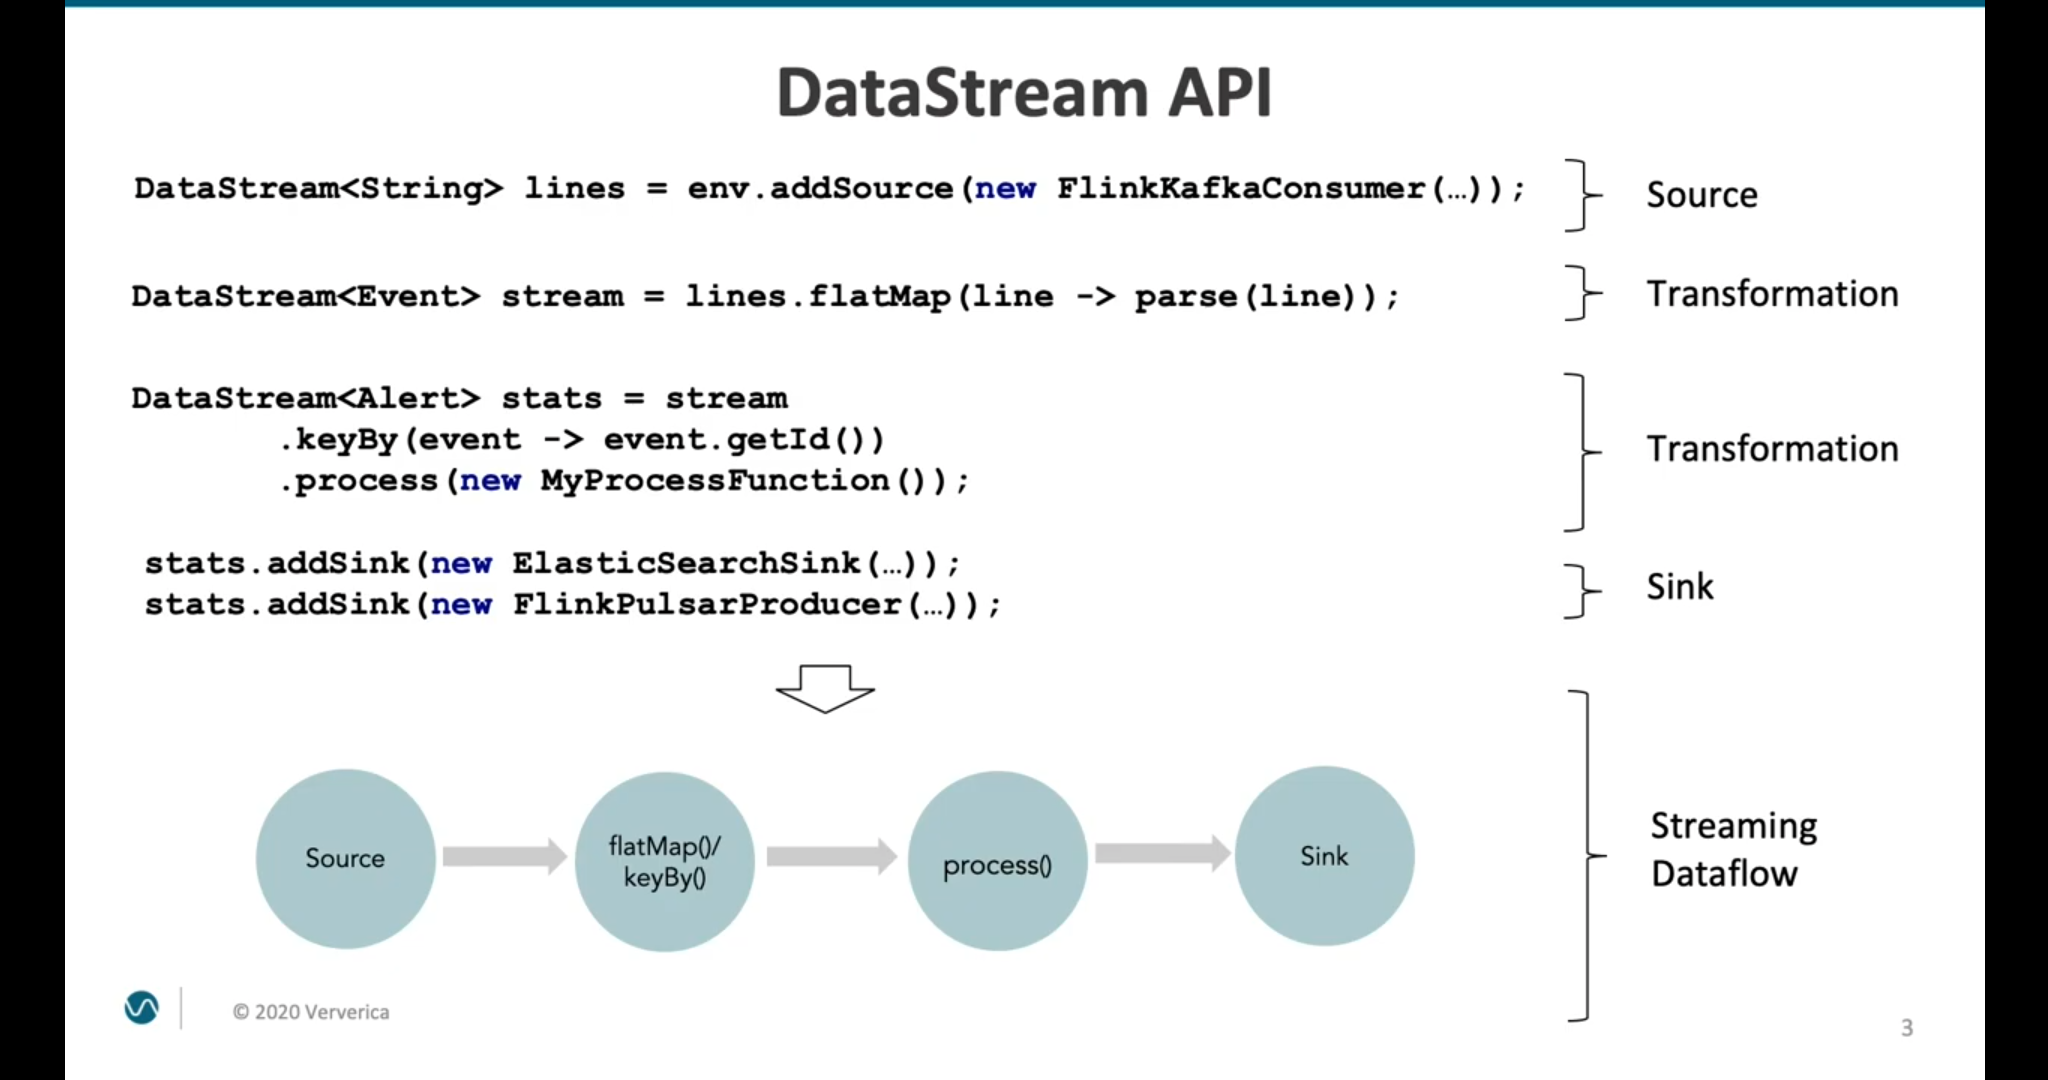 DataStream API
DataStream<String> lines = env.addSource(new FlinkKafkaConsumer(…));
Source
DataStream<Event> stream = lines.flatMap(line -> parse(line));
Transformation
DataStream<Alert> stats = stream
.keyBy(event -> event.getId())
.process(new MyProcessFunction());
Transformation
stats.addSink(new ElasticSearchSink(…));
stats.addSink(new FlinkPulsarProducer(…));
Sink
Source
flatMap()/
keyBy()
process()
Sink
Streaming
Dataflow
© 2020 Ververica
3